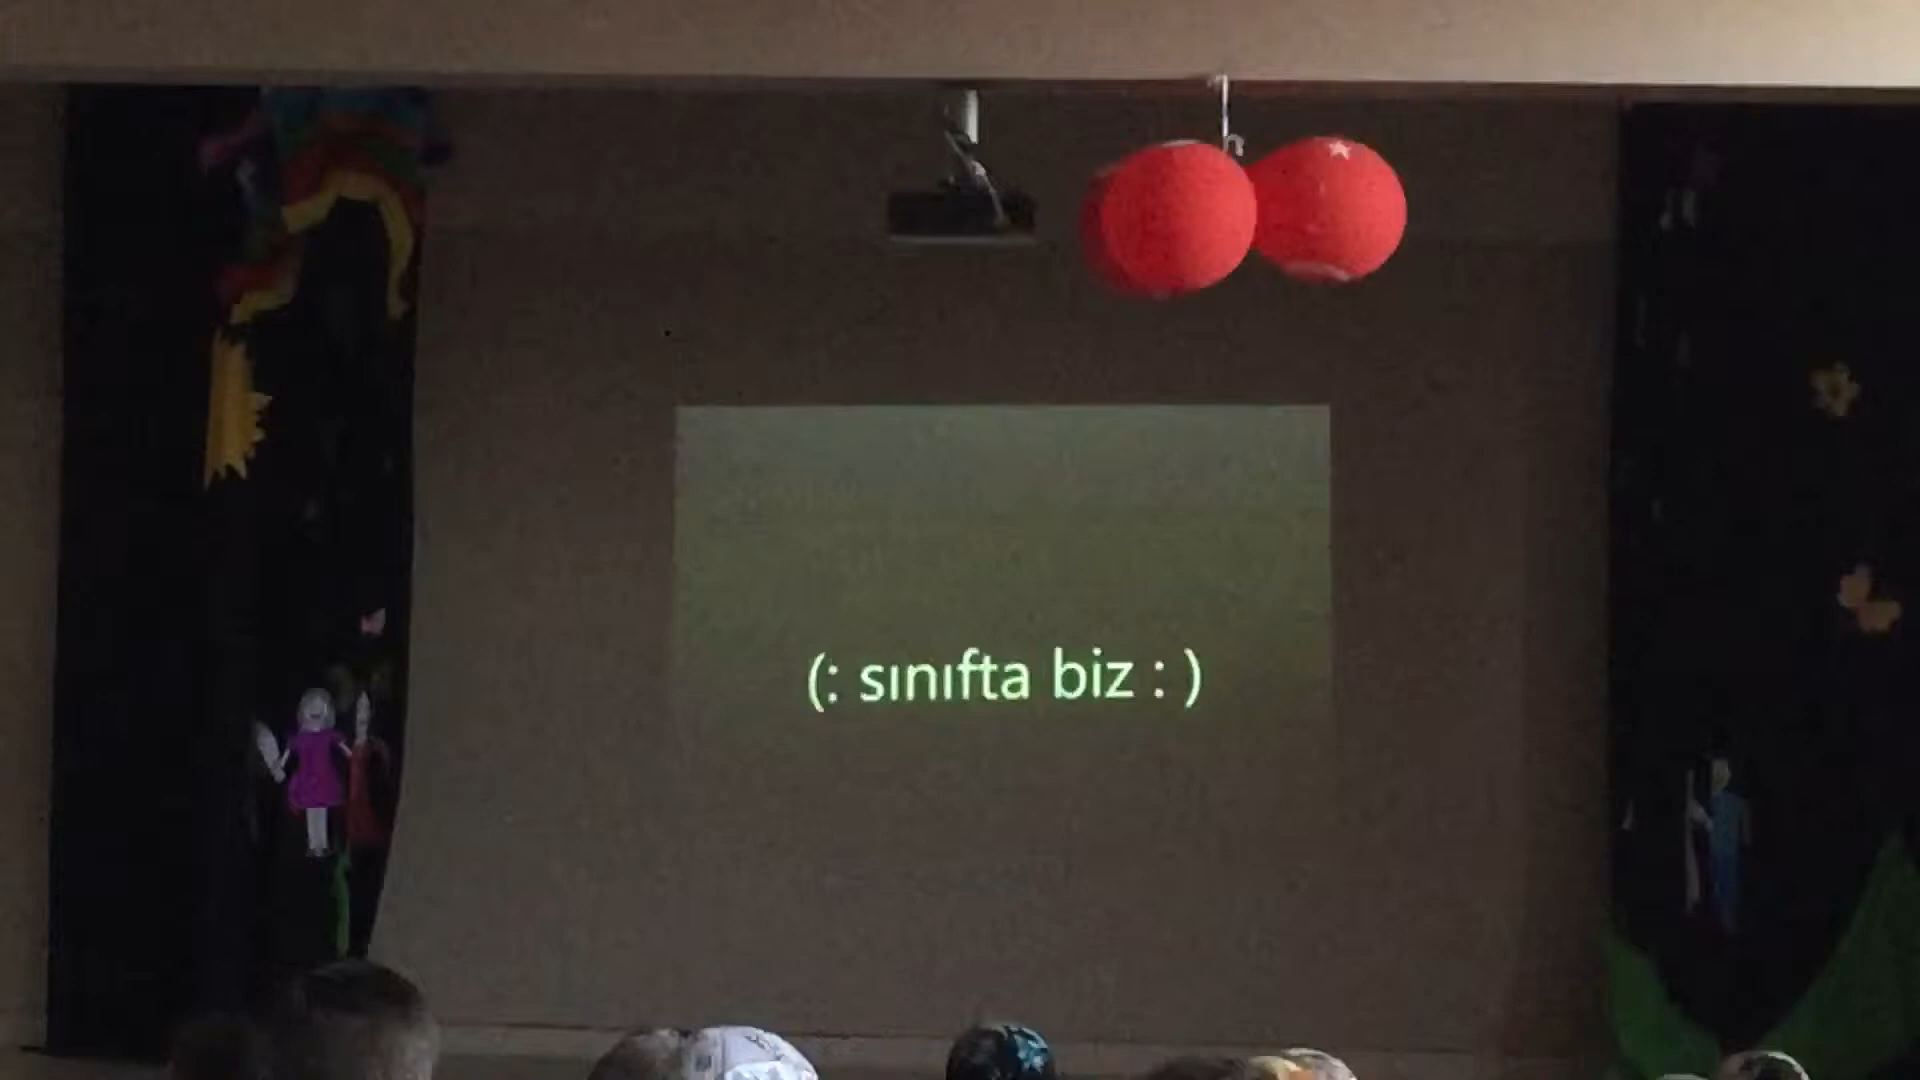 (: sınıfta biz : )